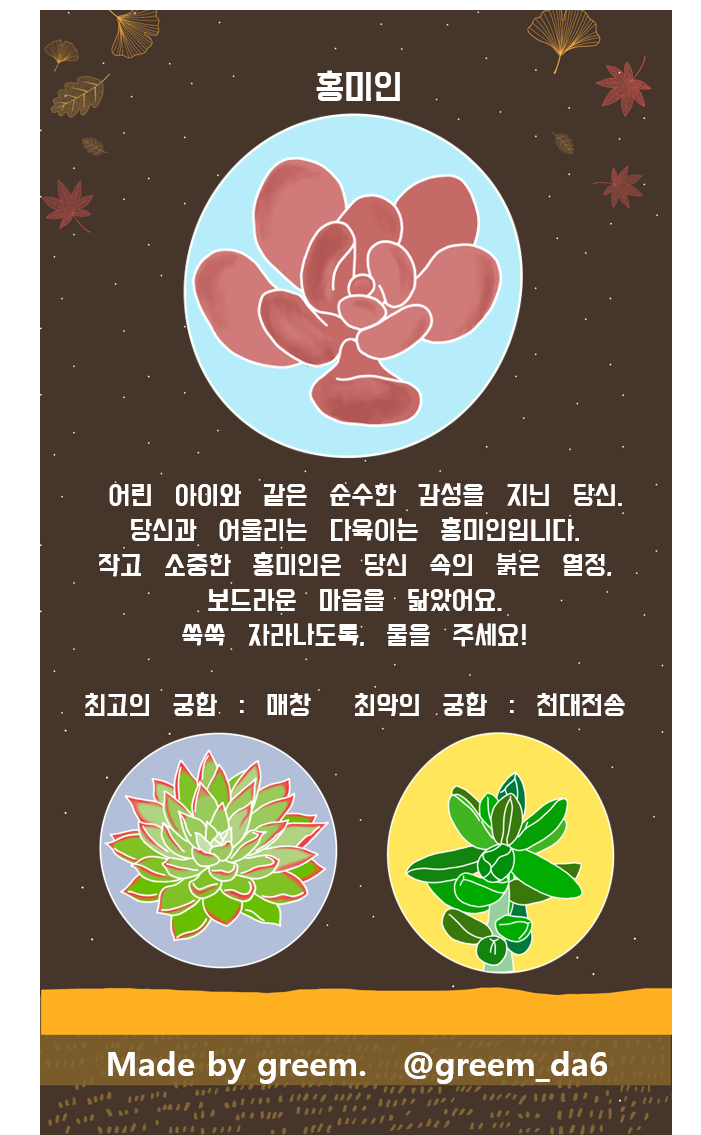 홍미인
어린 아이와 같은 순수한 감성을 지닌 당신.
당신과 어울리는 다육이는 홍미인입니다.
작고 소중한 홍미인은 당신 속의 붉은 열정,
보드라운 마음을 닮았어요.
쑥쑥 자라나도록, 물을 주세요!
최고의 궁합 : 매창 최악의 궁합 : 천대전송
Made by greem. @greem_da6